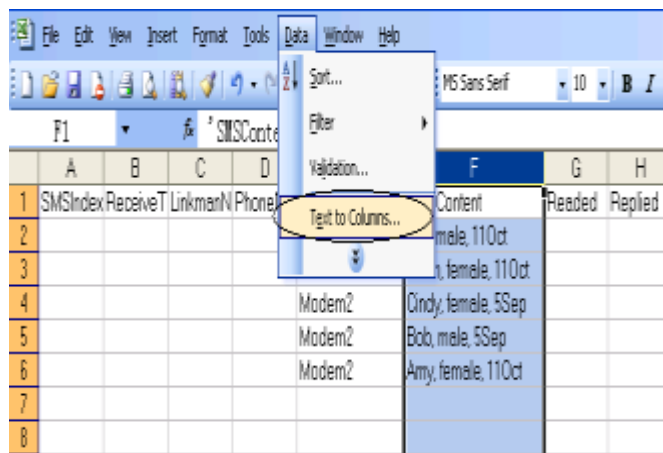 File Edit View Insert Format Tools Data Window Help
Sort... MS Sans Serif 10 B I
F1 fx 'SMSConte
Filter
Validation...
A B C D F G H
1 SMSIndex ReceiveT LinkmanN Phone Content Readed Replied
Text to Columns...
2 male, 11Oct
3 , female, 11Oct
4 Modem2 Cindy, female, 5Sep
5 Modem2 Bob, male, 5Sep
6 Modem2 Amy, female, 11Oct
7
8